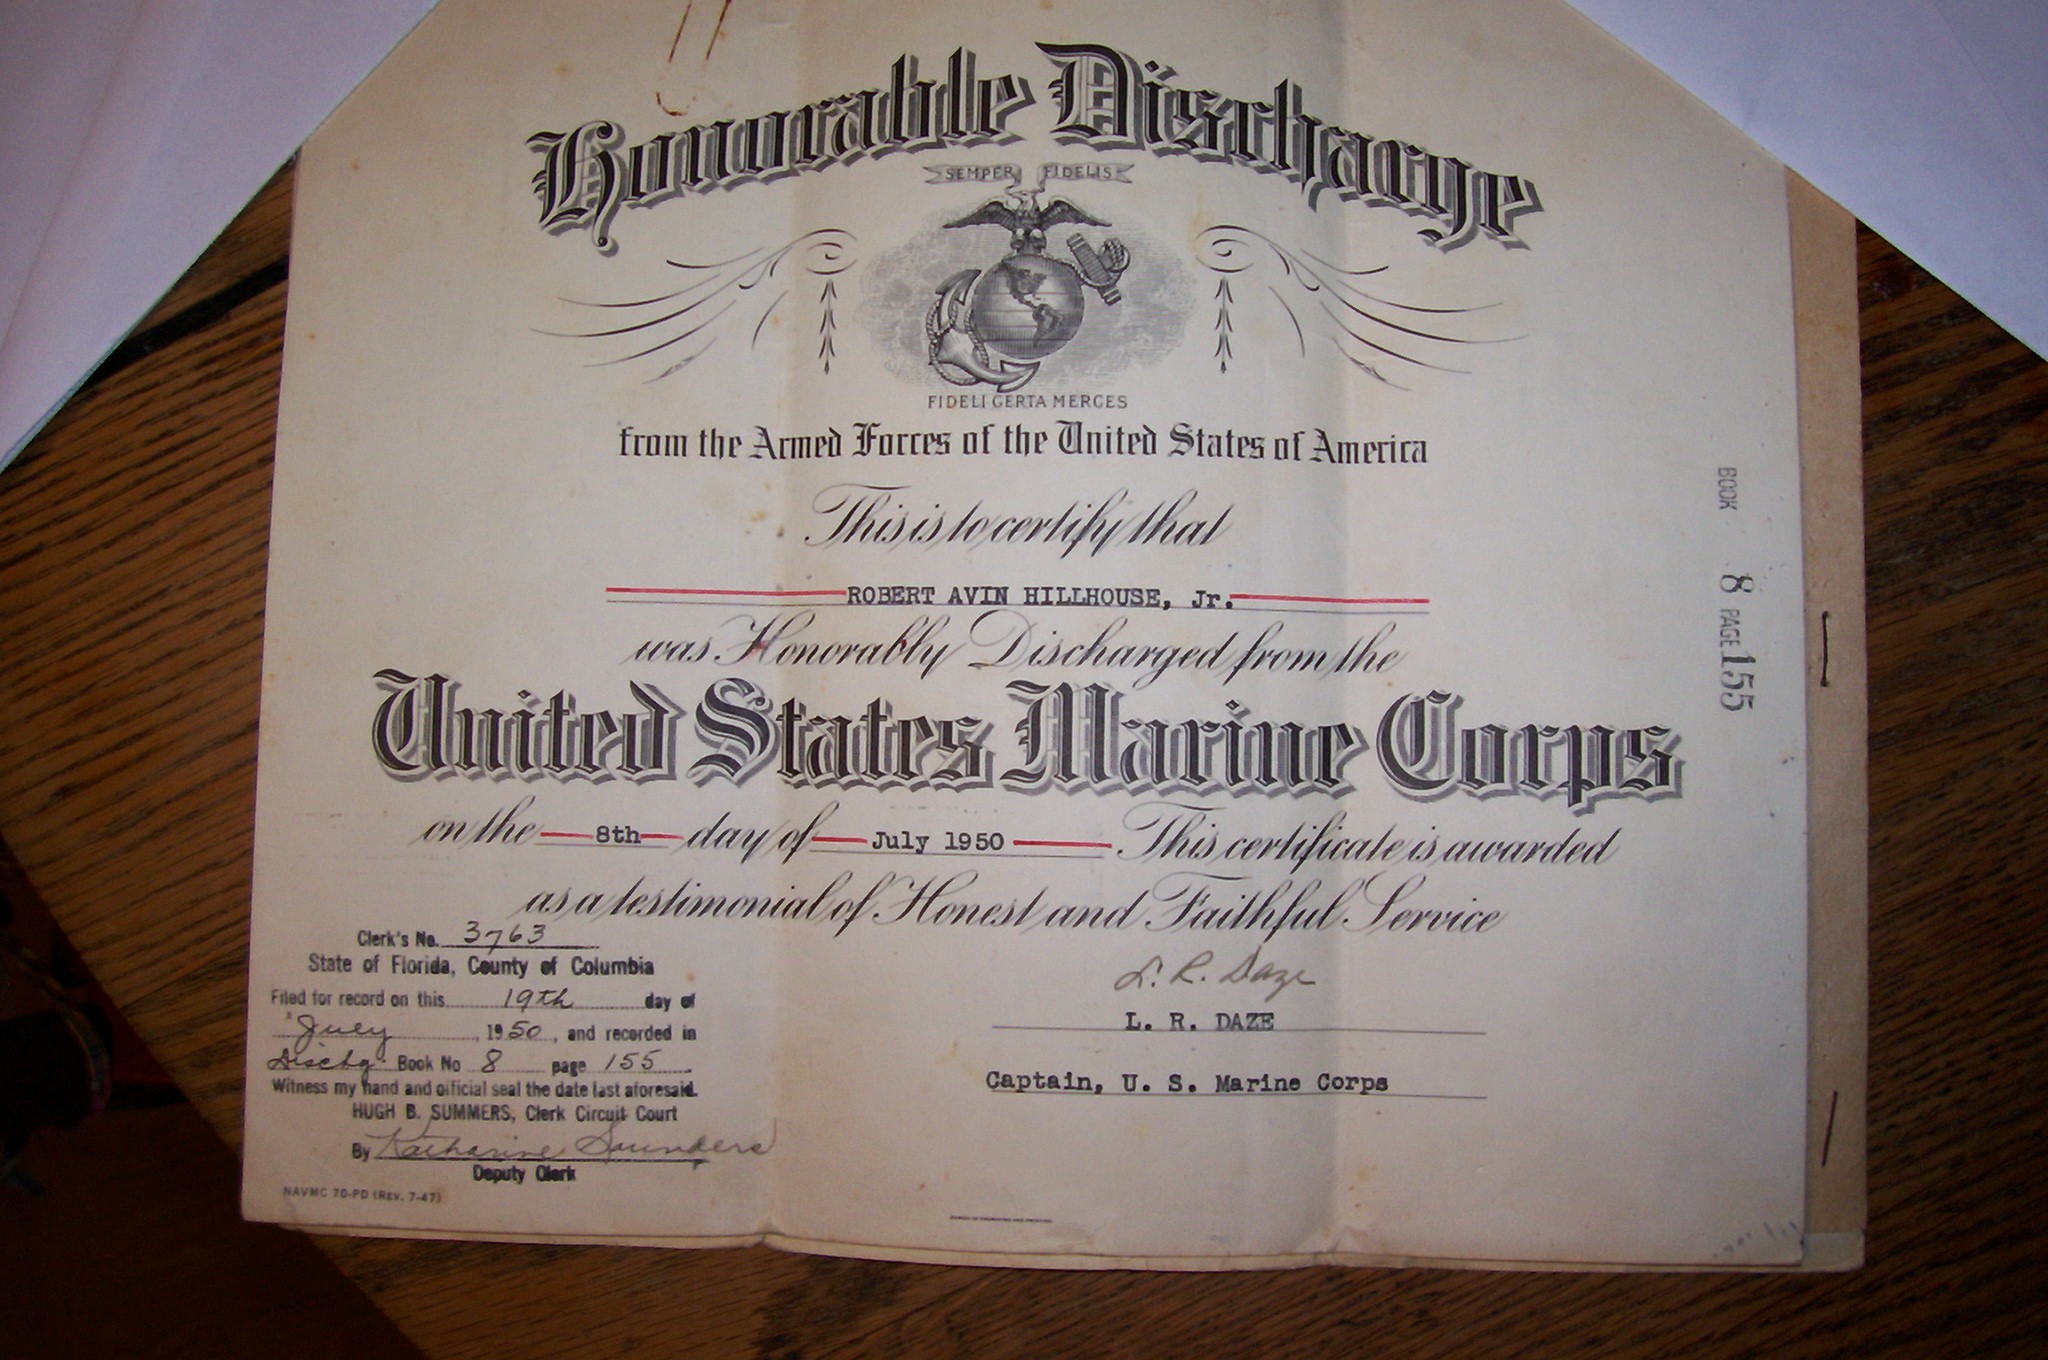 Honorable Discharge
SEMPER FIDELIS
FIDELI CERTA MERCES
from the Armed Forces of the United States of America
This is to certify that
ROBERT AVIN HILLHOUSE, Jr.
was Honorably Discharged from the
United States Marine Corps
on the 8th day of July 1950 This certificate is awarded
as a testimonial of Honest and Faithful Service
L. R. Daze
L. R. DAZE
Captain, U. S. Marine Corps
Clerk's No. 3763
State of Florida, County of Columbia
Filed for record on this 19th day of
July, 1950, and recorded in
Dischg. Book No 8 page 155
Witness my hand and official seal the date last aforesaid.
HUGH B. SUMMERS, Clerk Circuit Court
By Katharine Saunders
Deputy Clerk
NAVMC 70-PD (REV. 7-47)
BOOK 8 PAGE 155